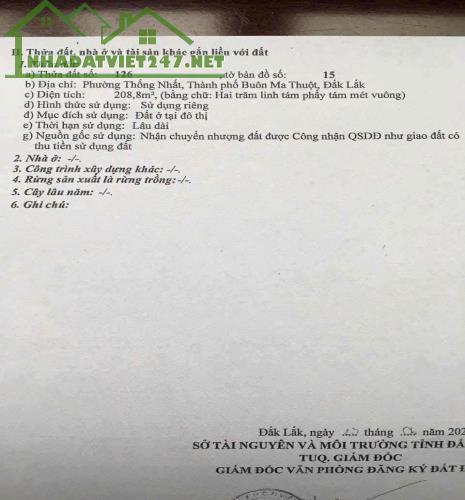 NHADATVIET247.NET
II. Thửa đất, nhà ở và tài sản khác gắn liền với đất
a) Thửa đất số: 126 , tờ bản đồ số: 15
b) Địa chỉ: Phường Thống Nhất, Thành phố Buôn Ma Thuột, Đắk Lắk
c) Diện tích: 208,8m², (bằng chữ: Hai trăm linh tám phẩy tám mét vuông)
d) Hình thức sử dụng: Sử dụng riêng
đ) Mục đích sử dụng: Đất ở tại đô thị
e) Thời hạn sử dụng: Lâu dài
g) Nguồn gốc sử dụng: Nhận chuyển nhượng đất được Công nhận QSDĐ như giao đất có
thu tiền sử dụng đất
2. Nhà ở: -/-.
3. Công trình xây dựng khác: -/-.
4. Rừng sản xuất là rừng trồng: -/-.
5. Cây lâu năm: -/-.
6. Ghi chú:
Đắk Lắk, ngày tháng năm 202
SỞ TÀI NGUYÊN VÀ MÔI TRƯỜNG TỈNH ĐẮ
TUQ. GIÁM ĐỐC
GIÁM ĐỐC VĂN PHÒNG ĐĂNG KÝ ĐẤT Đ